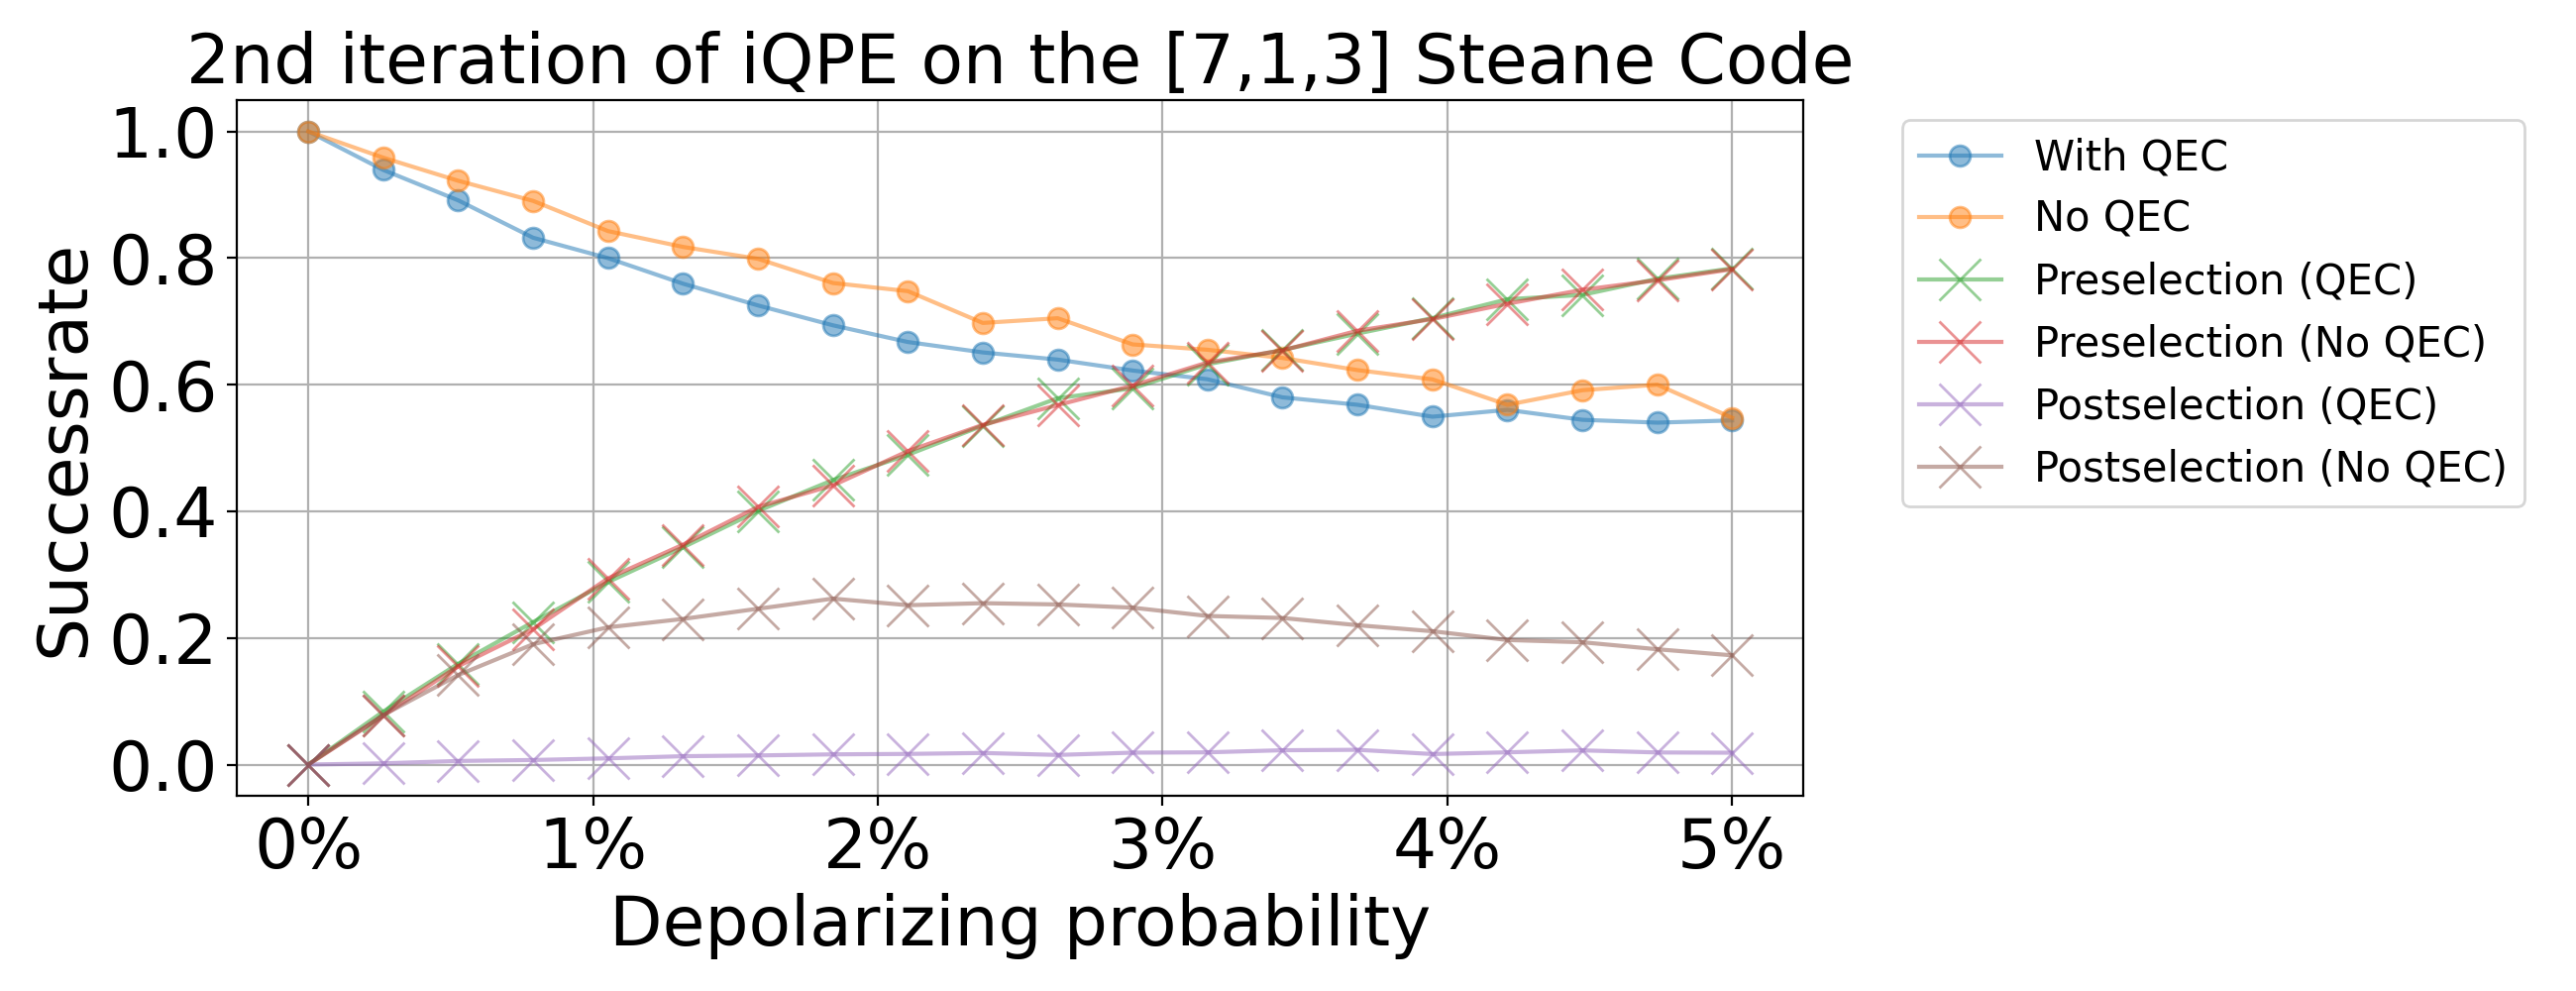 2nd iteration of iQPE on the [7,1,3] Steane Code
Successrate
1.0
0.8
0.6
0.4
0.2
0.0
0% 1% 2% 3% 4% 5%
Depolarizing probability
With QEC
No QEC
Preselection (QEC)
Preselection (No QEC)
Postselection (QEC)
Postselection (No QEC)